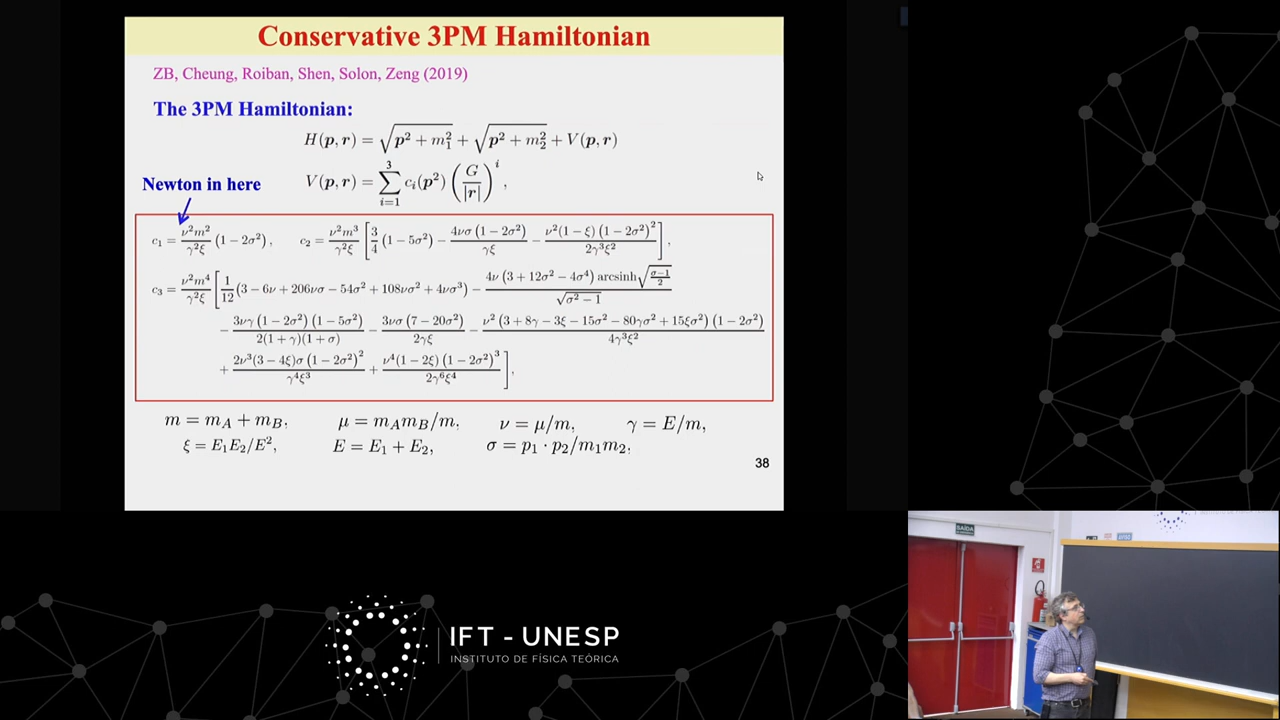 Conservative 3PM Hamiltonian
ZB, Cheung, Roiban, Shen, Solon, Zeng (2019)
The 3PM Hamiltonian:
H(p, r) = √(p² + m₁²) + √(p² + m₂²) + V(p, r)
Newton in here
V(p, r) = ∑_{i=1}^{3} c_i(p²) (G/|r|)^i,
c₁ = ν²m²/(γ²ξ) (1 − 2σ²), c₂ = ν²m³/(γ²ξ) [ 3/4 (1 − 5σ²) − 4νσ(1 − 2σ²)/(γξ) − ν²(1 − ξ)(1 − 2σ²)²/(2γ³ξ²) ],
c₃ = ν²m⁴/(γ²ξ) [ 1/12 (3 − 6ν + 206νσ − 54σ² + 108νσ² + 4νσ³) − 4ν(3 + 12σ² − 4σ⁴) arcsinh√((σ−1)/2) / √(σ² − 1)
− 3νγ(1 − 2σ²)(1 − 5σ²)/(2(1 + γ)(1 + σ)) − 3νσ(7 − 20σ²)/(2γξ) − ν²(3 + 8γ − 3ξ − 15σ² − 80γσ² + 15ξσ²)(1 − 2σ²)/(4γ³ξ²)
+ 2ν³(3 − 4ξ)σ(1 − 2σ²)²/(γ⁴ξ³) + ν⁴(1 − 2ξ)(1 − 2σ²)³/(2γ⁶ξ⁴) ],
m = m_A + m_B, μ = m_A m_B/m, ν = μ/m, γ = E/m,
ξ = E₁E₂/E², E = E₁ + E₂, σ = p₁ · p₂/m₁m₂,
38
IFT - UNESP
INSTITUTO DE FÍSICA TEÓRICA
SAÍDA